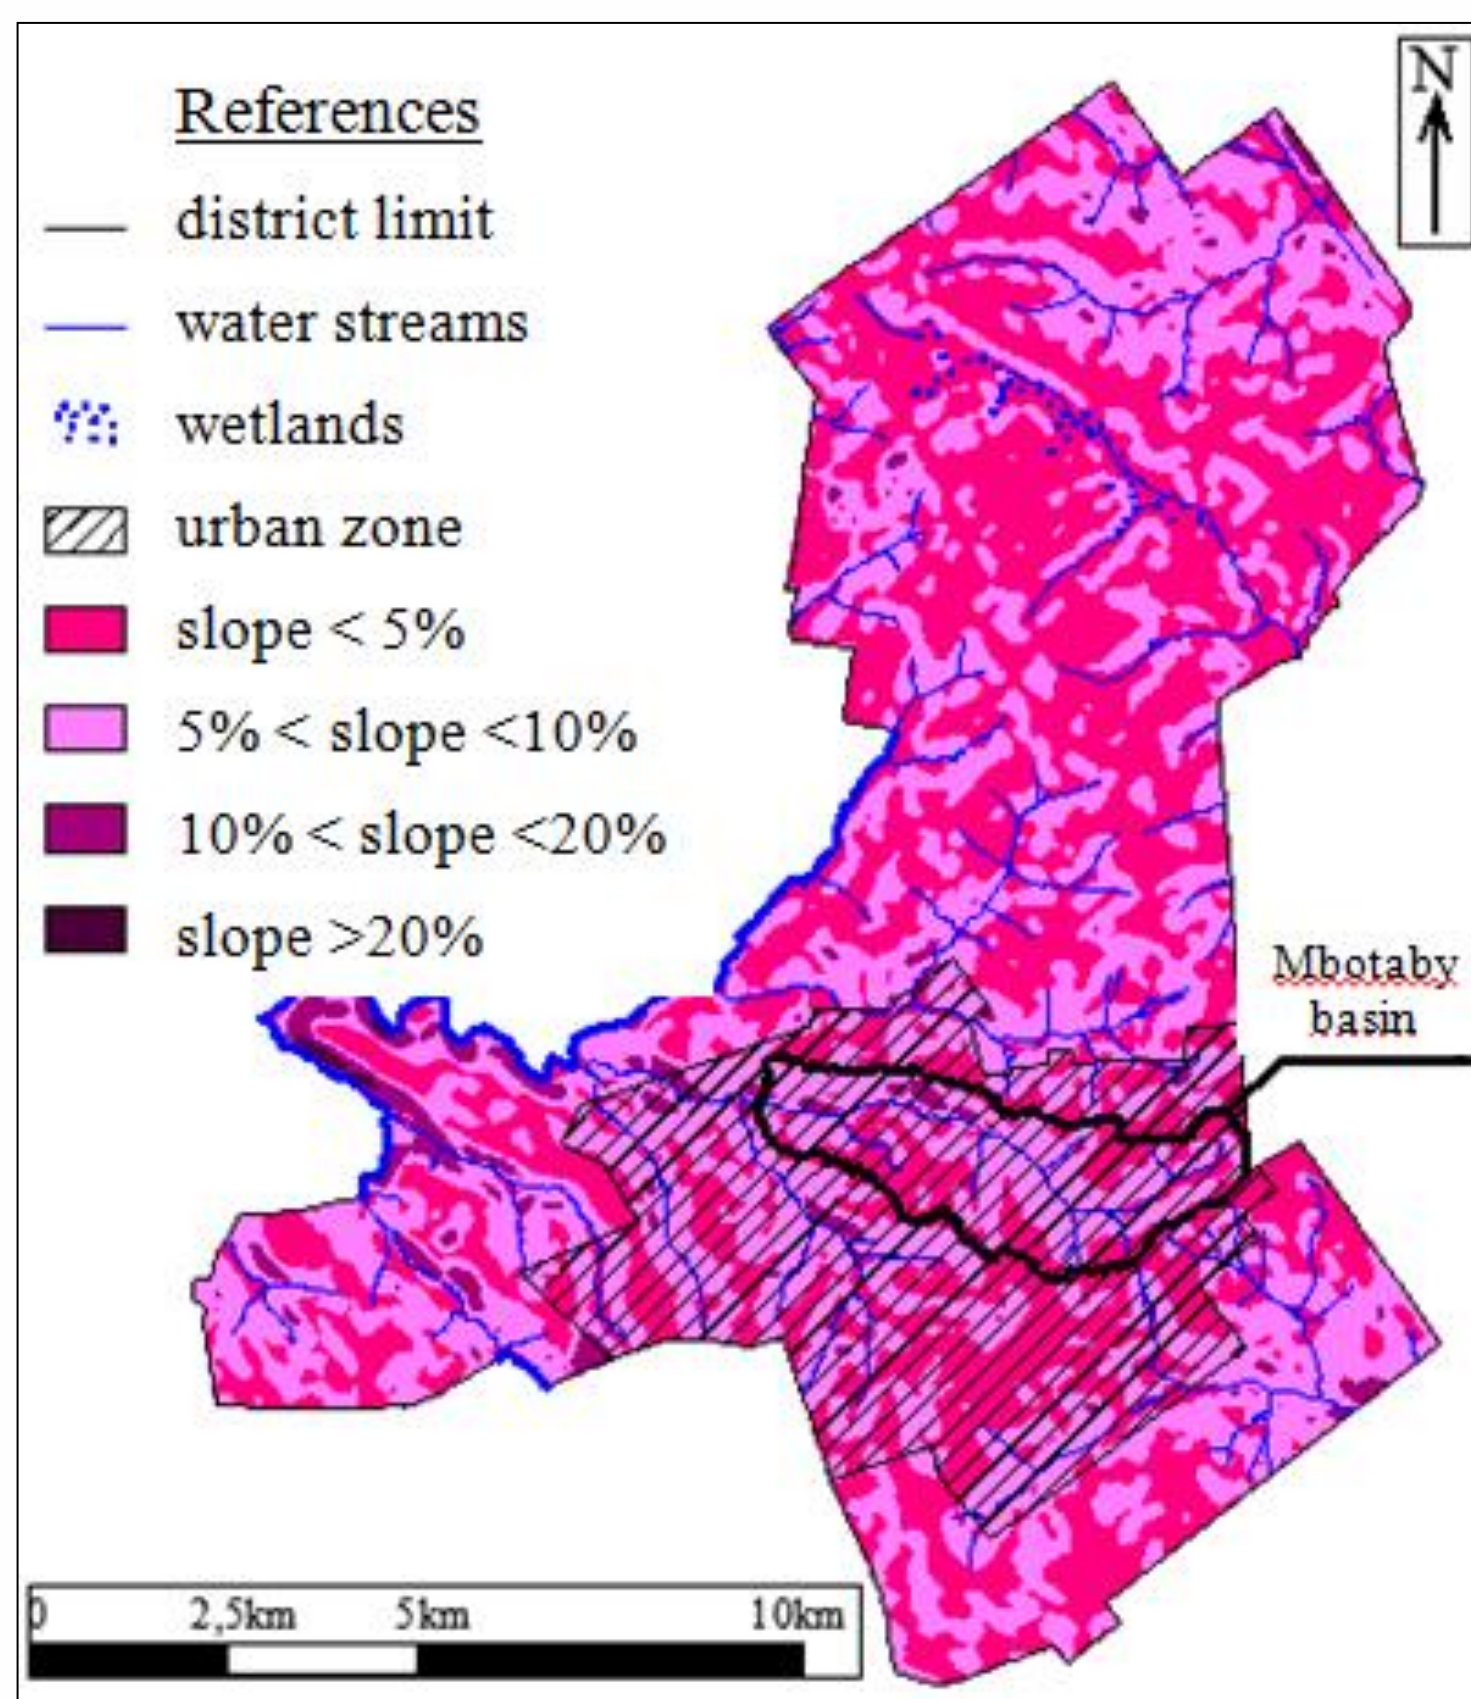 References
N
district limit
water streams
wetlands
urban zone
slope < 5%
5% < slope <10%
10% < slope <20%
slope >20%
Mbotaby
basin
0 2,5km 5km 10km